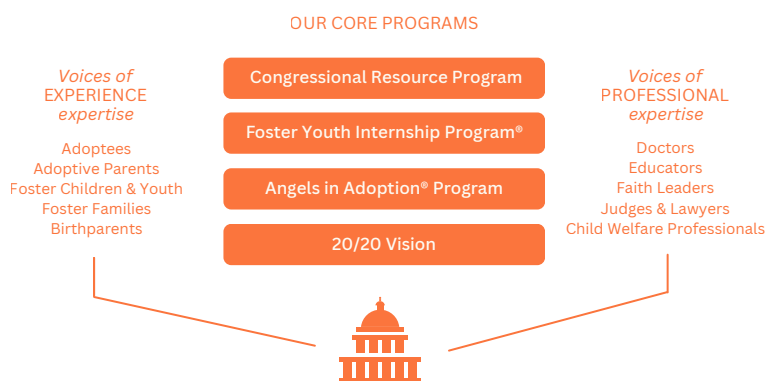 OUR CORE PROGRAMS
Voices of
EXPERIENCE
expertise
Adoptees
Adoptive Parents
Foster Children & Youth
Foster Families
Birthparents
Congressional Resource Program
Foster Youth Internship Program®
Angels in Adoption® Program
20/20 Vision
Voices of
PROFESSIONAL
expertise
Doctors
Educators
Faith Leaders
Judges & Lawyers
Child Welfare Professionals